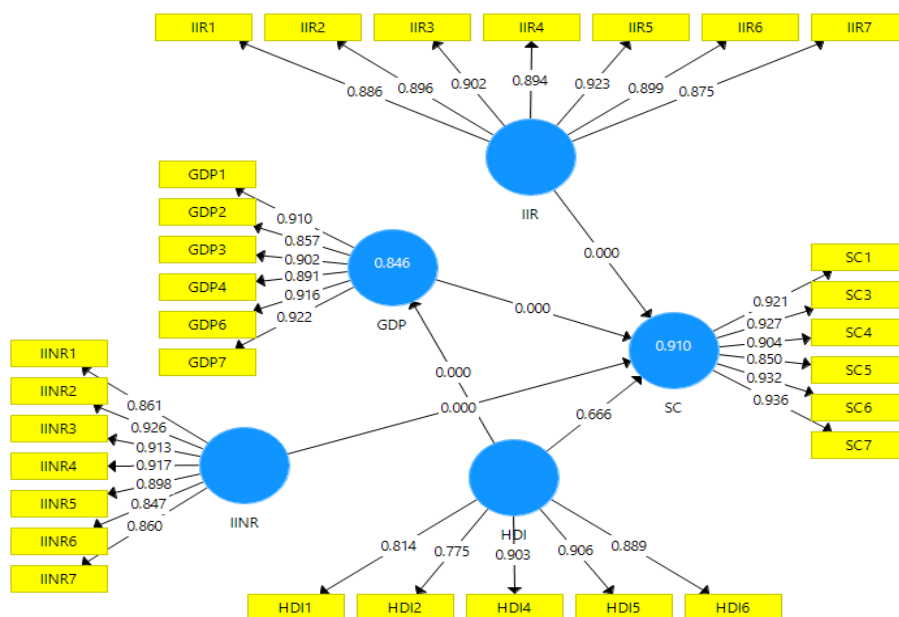 IIR1
IIR2
IIR3
IIR4
IIR5
IIR6
IIR7
0.886
0.896
0.902
0.894
0.923
0.899
0.875
IIR
GDP1
GDP2
GDP3
GDP4
GDP6
GDP7
0.910
0.857
0.902
0.891
0.916
0.922
0.846
GDP
0.000
0.000
0.000
0.000
0.666
SC1
SC3
SC4
SC5
SC6
SC7
0.921
0.927
0.904
0.850
0.932
0.936
0.910
SC
IINR1
IINR2
IINR3
IINR4
IINR5
IINR6
IINR7
0.861
0.926
0.913
0.917
0.898
0.847
0.860
IINR
HDI
0.814
0.775
0.903
0.906
0.889
HDI1
HDI2
HDI4
HDI5
HDI6